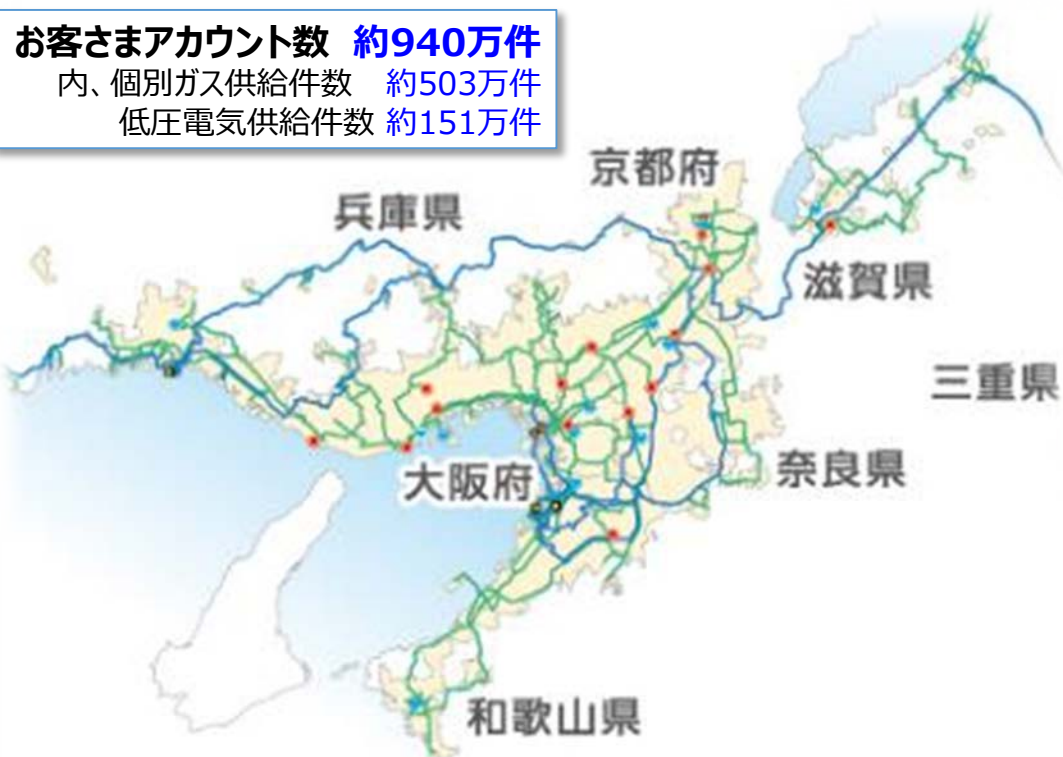 お客さまアカウント数 約940万件
内、個別ガス供給件数 約503万件
低圧電気供給件数 約151万件
京都府
兵庫県
滋賀県
三重県
奈良県
大阪府
和歌山県